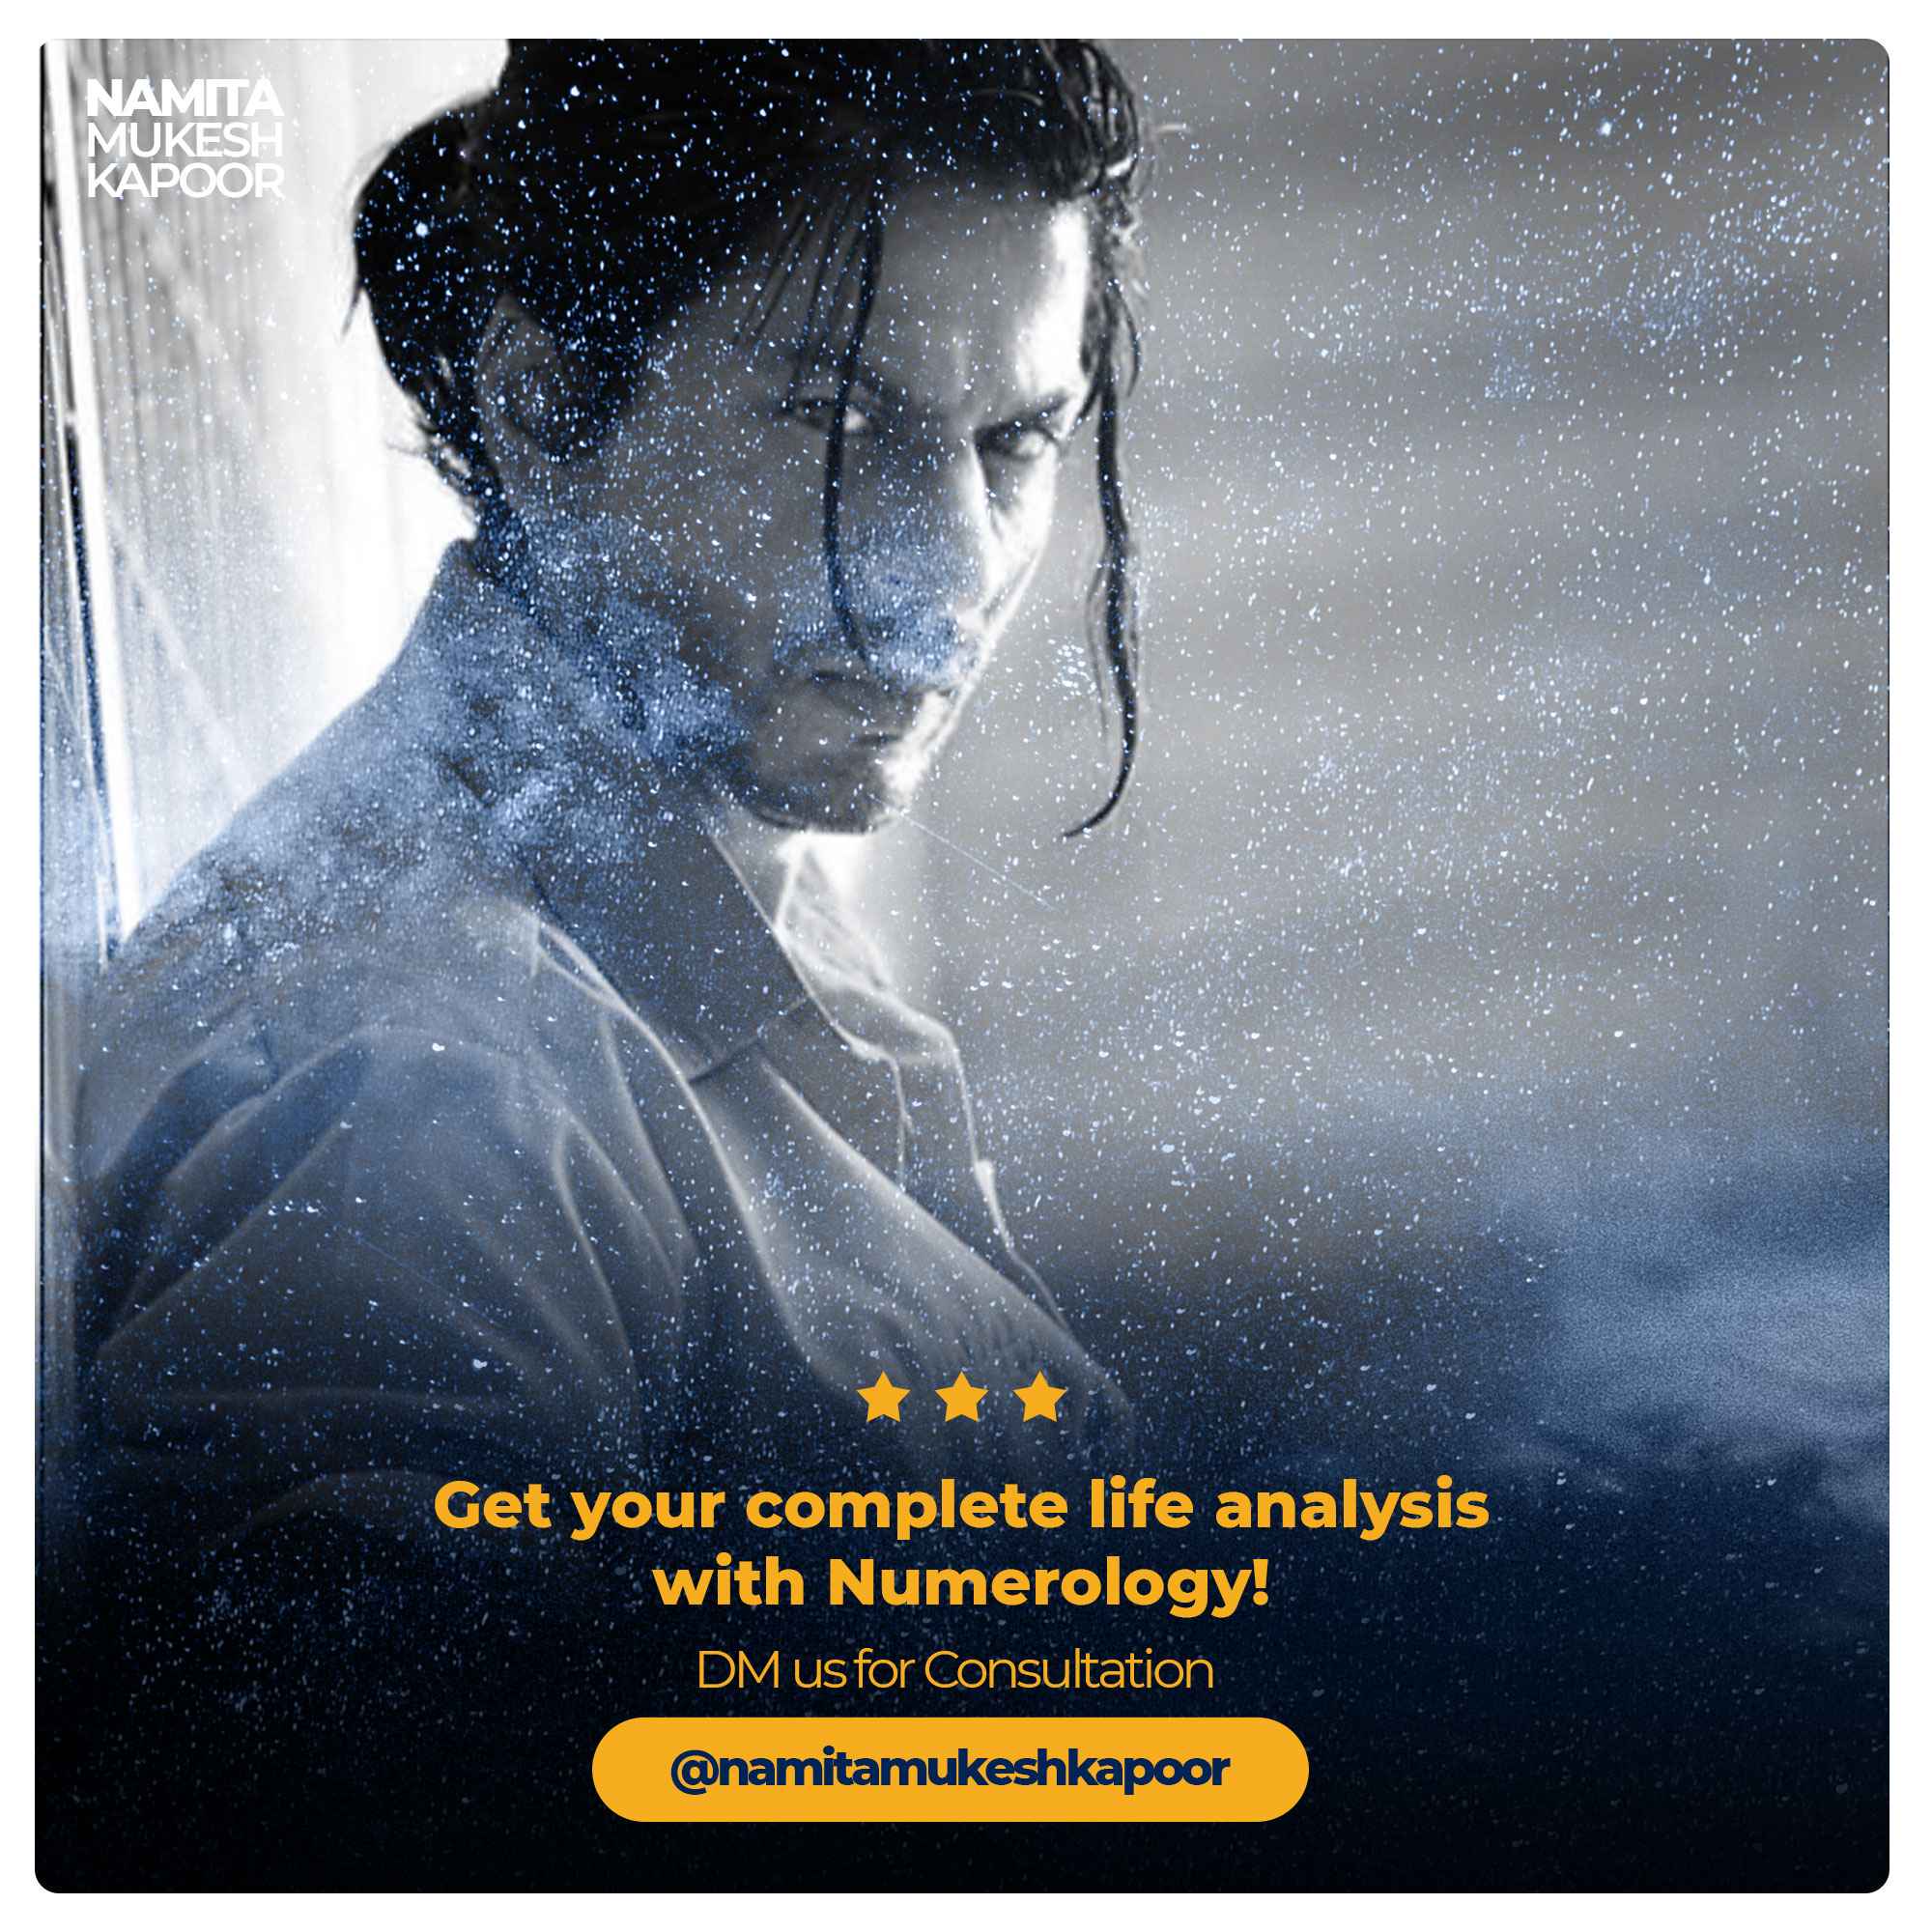 NAMITA
MUKESH
KAPOOR
Get your complete life analysis
with Numerology!
DM us for Consultation
@namitamukeshkapoor